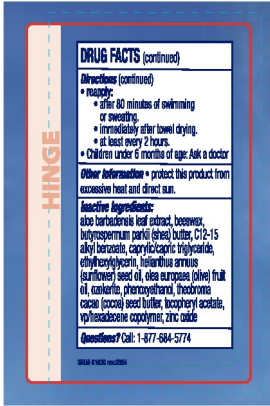 HINGE
DRUG FACTS (continued)
Directions (continued)
• reapply:
• after 80 minutes of swimming
or sweating.
• immediately after towel drying.
• at least every 2 hours.
• Children under 6 months of age: Ask a doctor
Other Information • protect this product from
excessive heat and direct sun.
Inactive Ingredients:
aloe barbadensis leaf extract, beeswax,
butyrospermum parkii (shea) butter, C12-15
alkyl benzoate, caprylic/capric triglyceride,
ethylhexylglycerin, helianthus annuus
(sunflower) seed oil, olea europaea (olive) fruit
oil, ozokerite, phenoxyethanol, theobroma
cacao (cocoa) seed butter, tocopheryl acetate,
vp/hexadecene copolymer, zinc oxide
Questions? Call: 1-877-684-5774